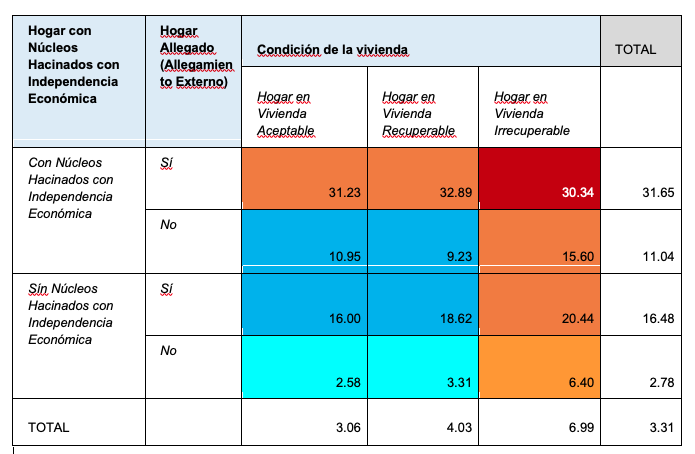 Hogar con
Núcleos
Hacinados con
Independencia
Económica
Hogar
Allegado
(Allegamien
to Externo)
Condición de la vivienda
TOTAL
Hogar en
Vivienda
Aceptable
Hogar en
Vivienda
Recuperable
Hogar en
Vivienda
Irrecuperable
Con Núcleos
Hacinados con
Independencia
Económica
Sí
31.23
32.89
30.34
31.65
No
10.95
9.23
15.60
11.04
Sin Núcleos
Hacinados con
Independencia
Económica
Sí
16.00
18.62
20.44
16.48
No
2.58
3.31
6.40
2.78
TOTAL
3.06
4.03
6.99
3.31